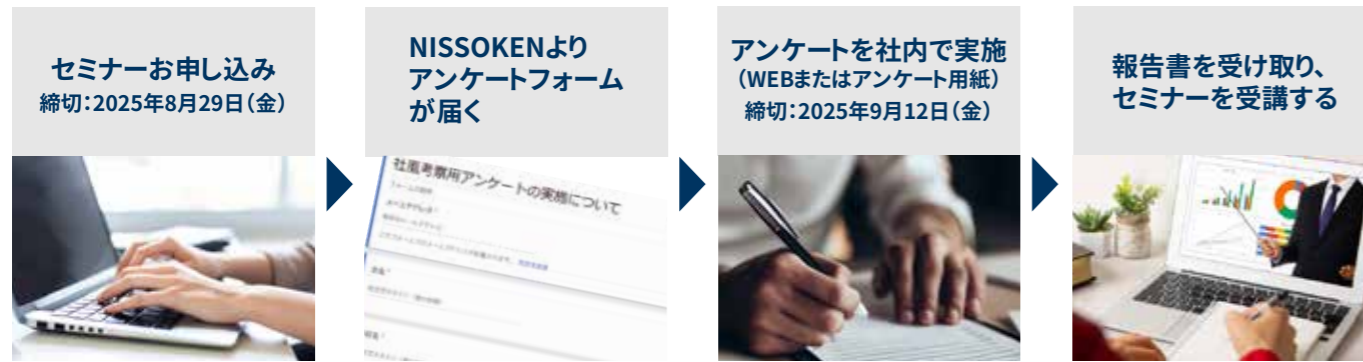 セミナーお申し込み
締切：2025年8月29日（金）
NISSOKENより
アンケートフォーム
が届く
アンケートを社内で実施
（WEBまたはアンケート用紙）
締切：2025年9月12日（金）
報告書を受け取り、
セミナーを受講する
社風考察用アンケートの実施について